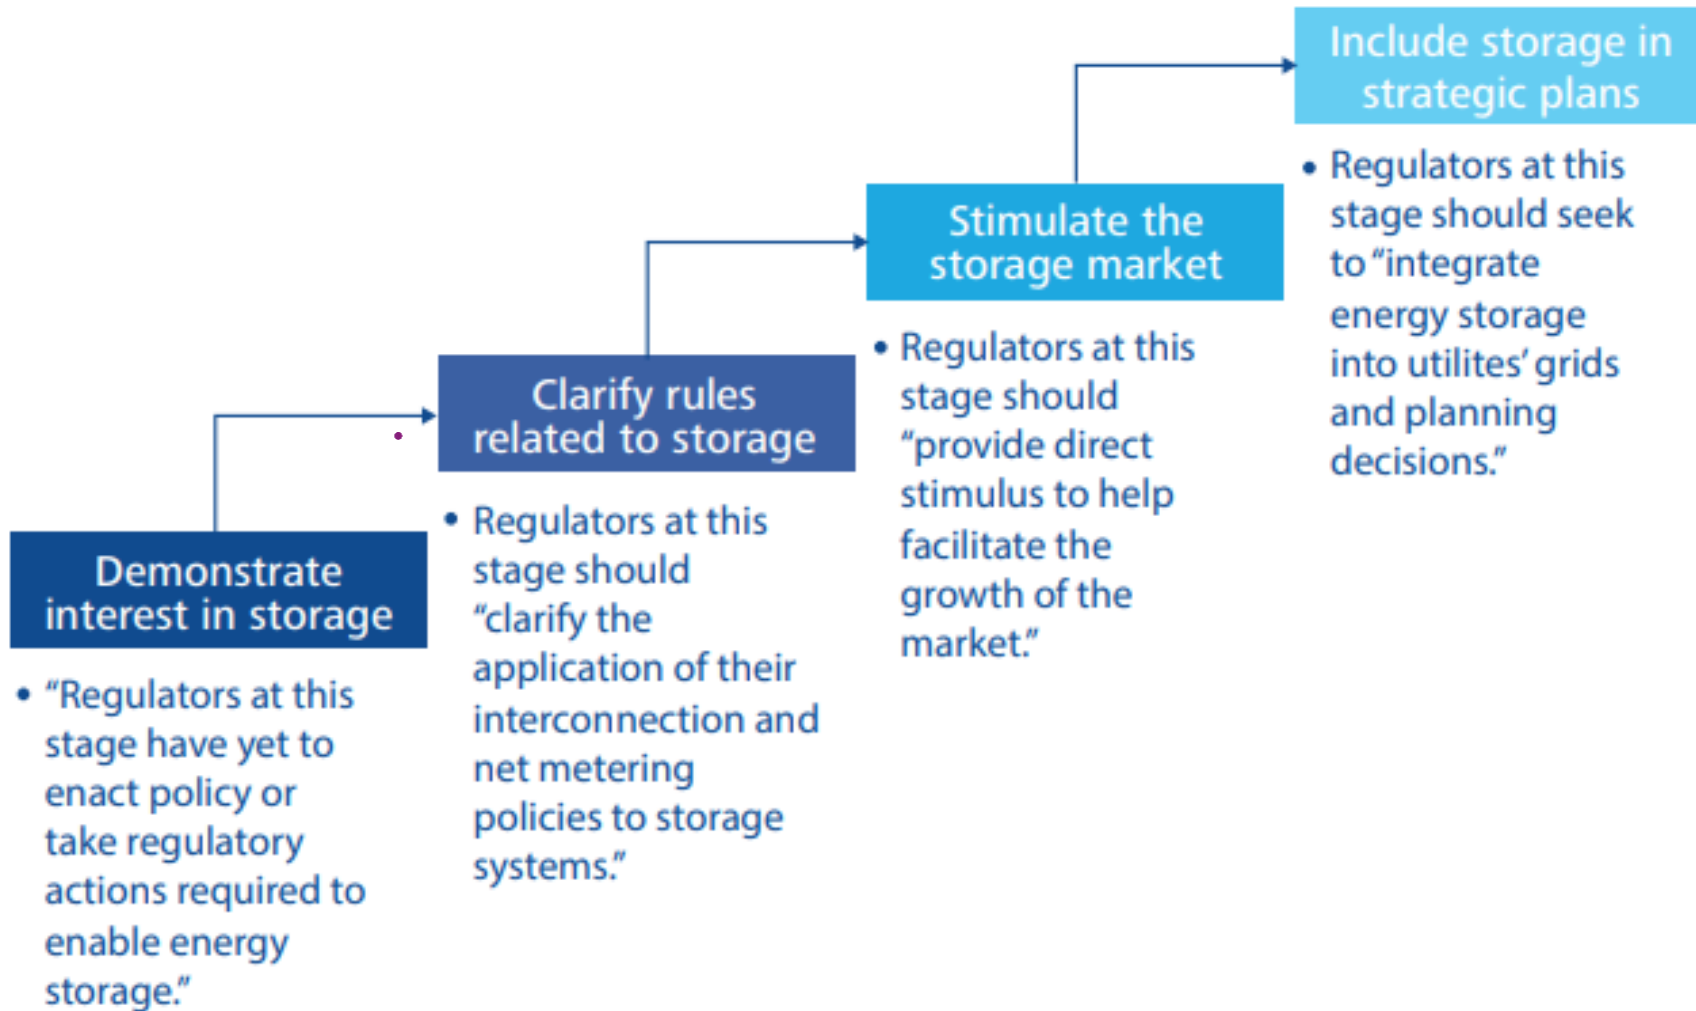 Demonstrate
interest in storage
• “Regulators at this
stage have yet to
enact policy or
take regulatory
actions required to
enable energy
storage.”
Clarify rules
related to storage
• Regulators at this
stage should
“clarify the
application of their
interconnection and
net metering
policies to storage
systems.”
Stimulate the
storage market
• Regulators at this
stage should
“provide direct
stimulus to help
facilitate the
growth of the
market.”
Include storage in
strategic plans
• Regulators at this
stage should seek
to “integrate
energy storage
into utilites’ grids
and planning
decisions.”